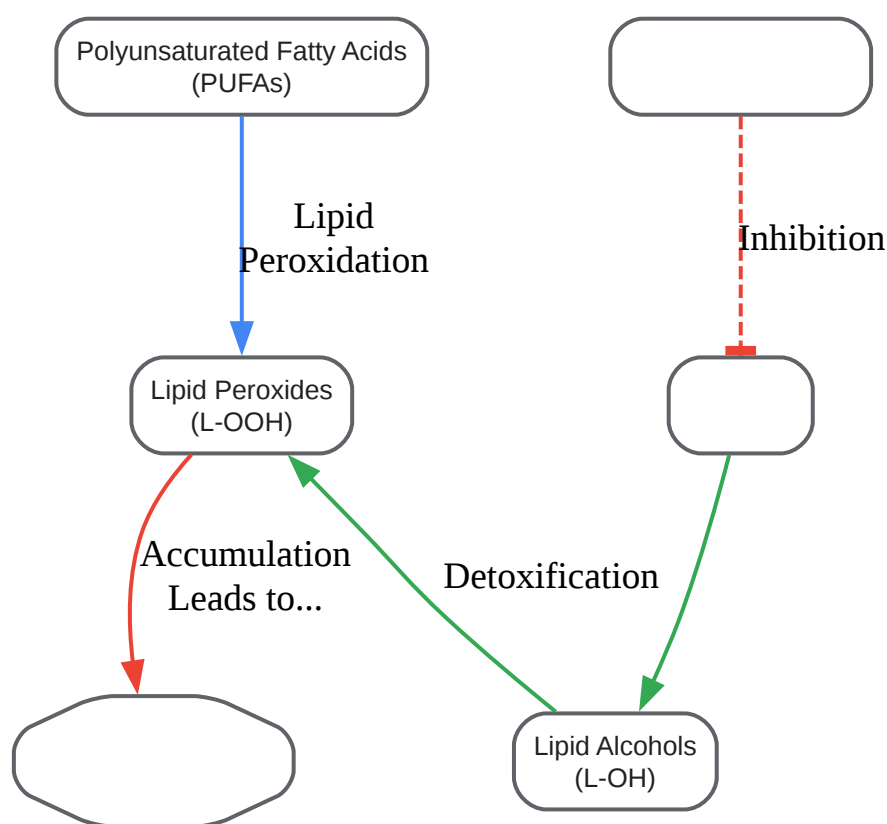 Polyunsaturated Fatty Acids
(PUFAs)
Lipid
Peroxidation
Inhibition
Lipid Peroxides
(L-OOH)
Accumulation
Leads to...
Detoxification
Lipid Alcohols
(L-OH)